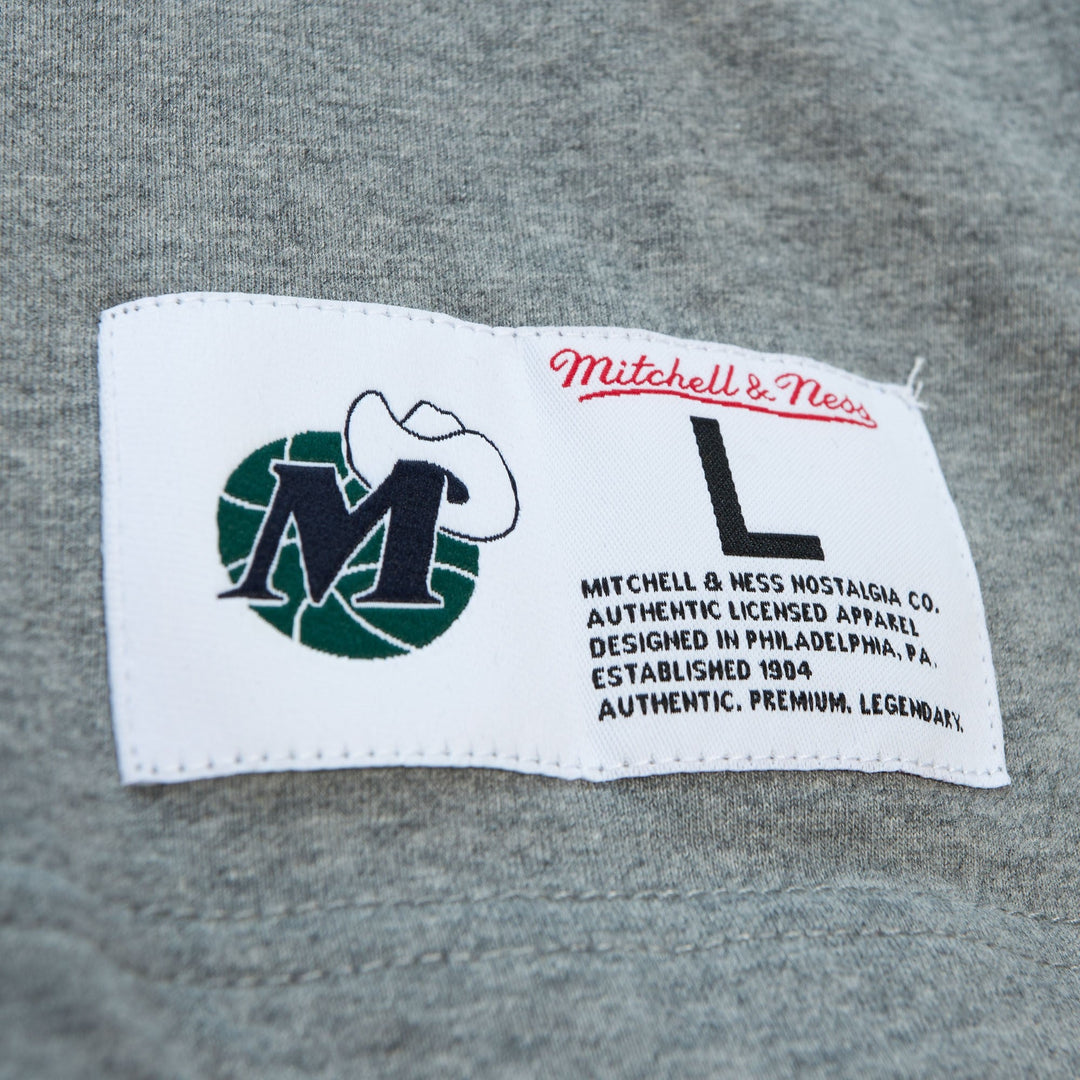 M
Mitchell & Ness
L
MITCHELL & NESS NOSTALGIA CO.
AUTHENTIC LICENSED APPAREL
DESIGNED IN PHILADELPHIA, PA.
ESTABLISHED 1904
AUTHENTIC. PREMIUM. LEGENDARY.